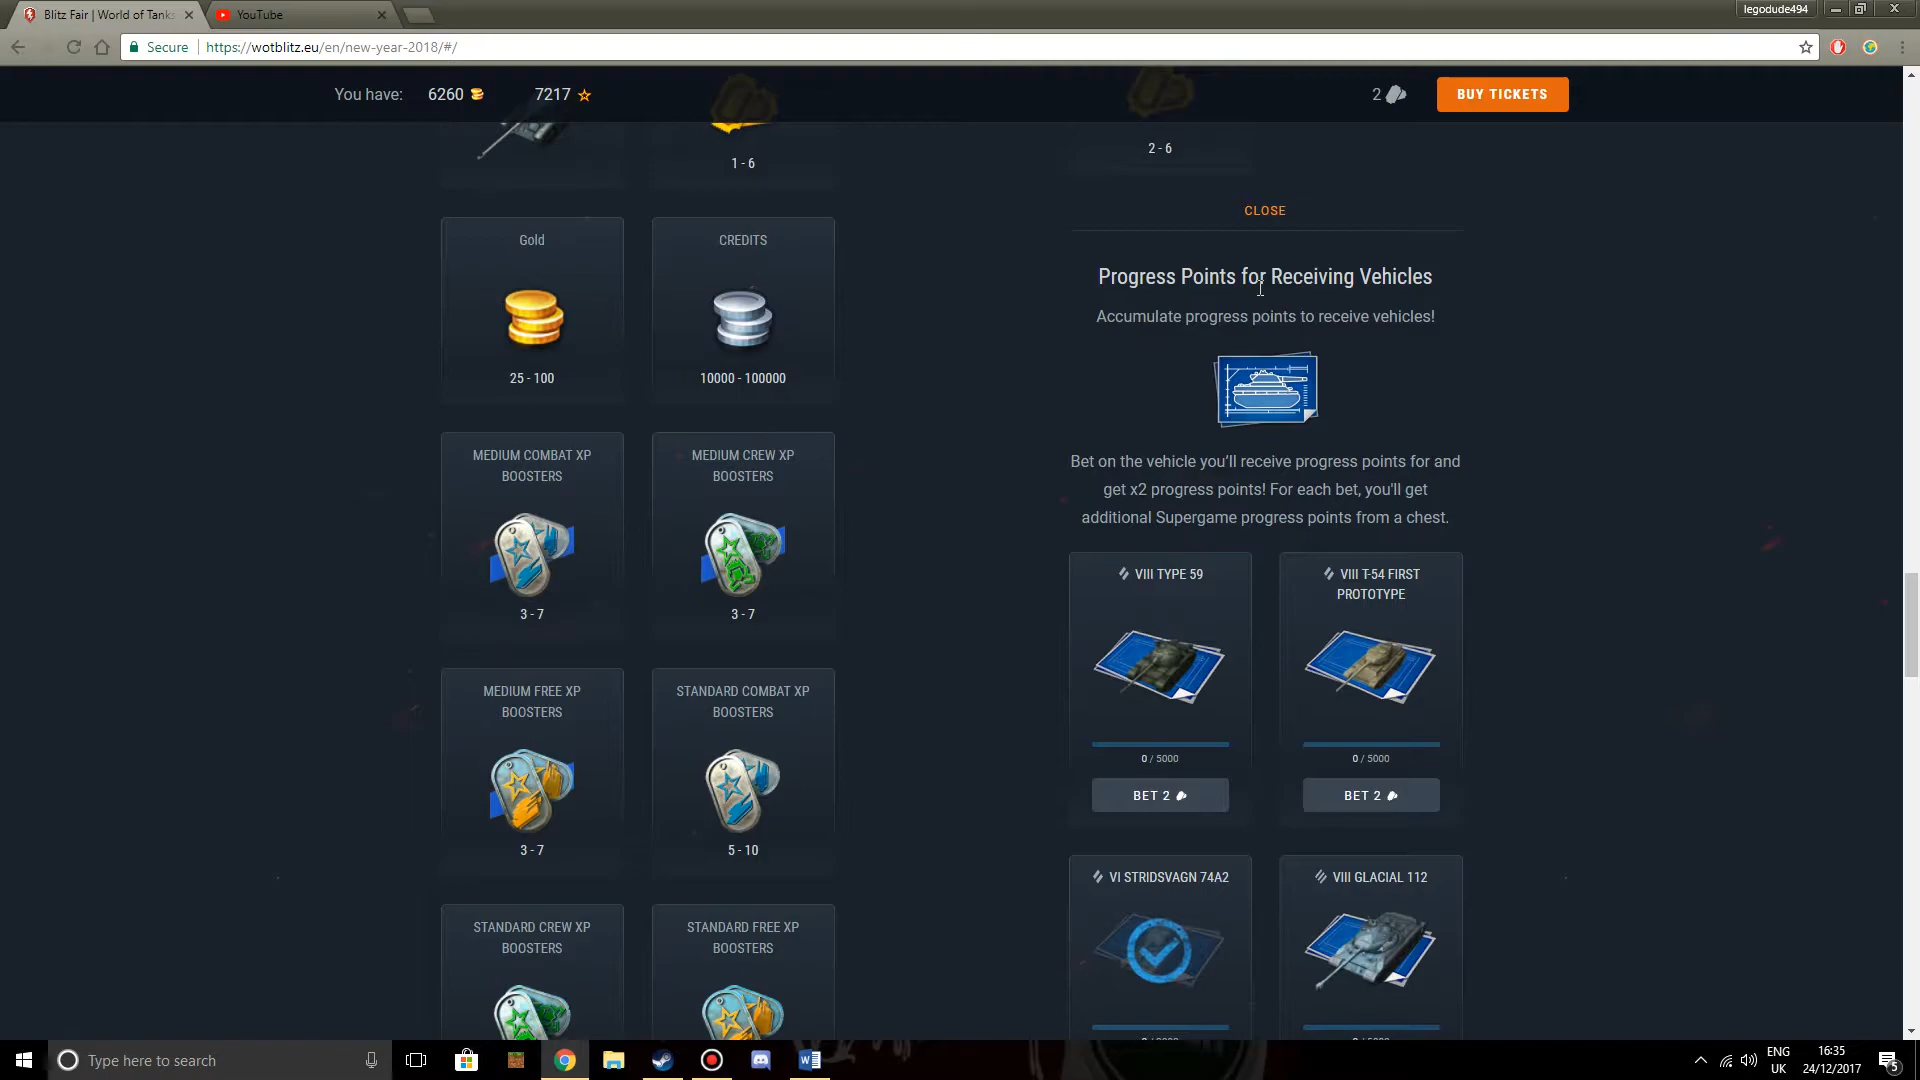 Blitz Fair | World of Tanks
YouTube
legodude494
Secure
https://wotblitz.eu/en/new-year-2018/#/
You have:
6260
7217
2
BUY TICKETS
1 - 6
2 - 6
CLOSE
Gold
25 - 100
CREDITS
10000 - 100000
Progress Points for Receiving Vehicles
Accumulate progress points to receive vehicles!
Bet on the vehicle you’ll receive progress points for and
get x2 progress points! For each bet, you'll get
additional Supergame progress points from a chest.
MEDIUM COMBAT XP
BOOSTERS
3 - 7
MEDIUM CREW XP
BOOSTERS
3 - 7
VIII TYPE 59
0 / 5000
BET 2
VIII T-54 FIRST
PROTOTYPE
0 / 5000
BET 2
MEDIUM FREE XP
BOOSTERS
3 - 7
STANDARD COMBAT XP
BOOSTERS
5 - 10
VI STRIDSVAGN 74A2
VIII GLACIAL 112
STANDARD CREW XP
BOOSTERS
STANDARD FREE XP
BOOSTERS
Type here to search
ENG
UK
16:35
24/12/2017
5